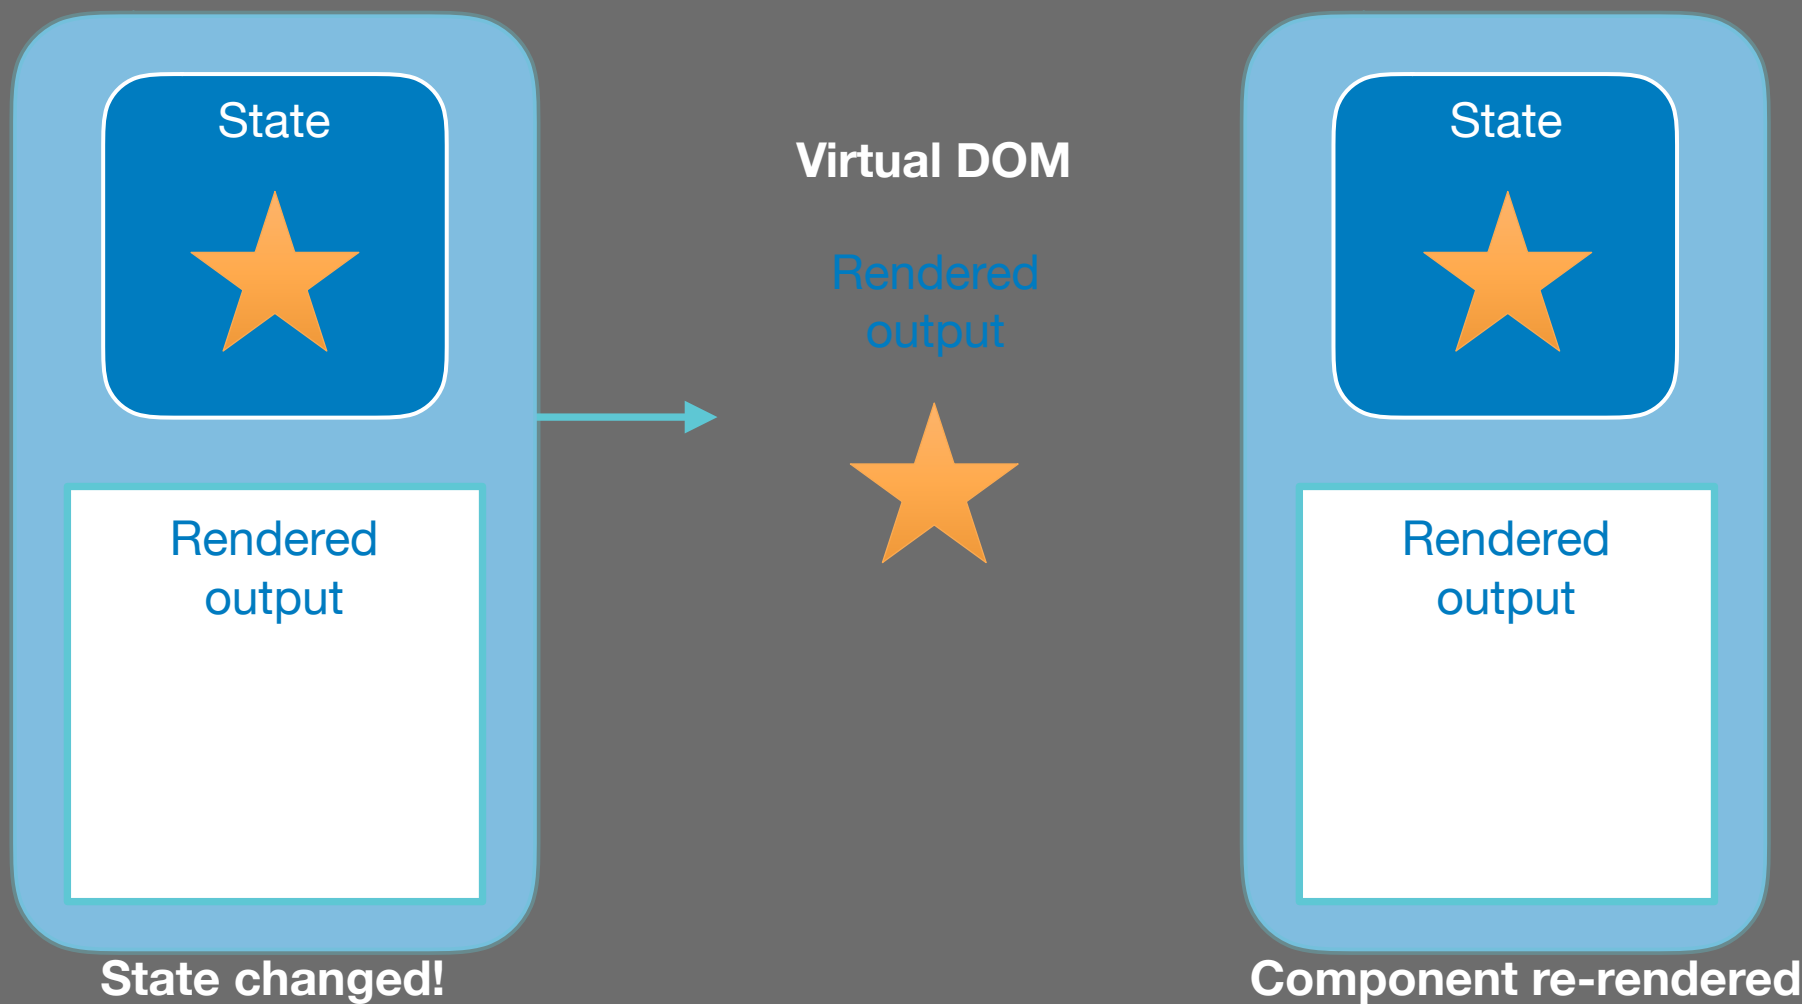 State
Rendered
output
State changed!
Virtual DOM
Rendered
output
State
Rendered
output
Component re-rendered